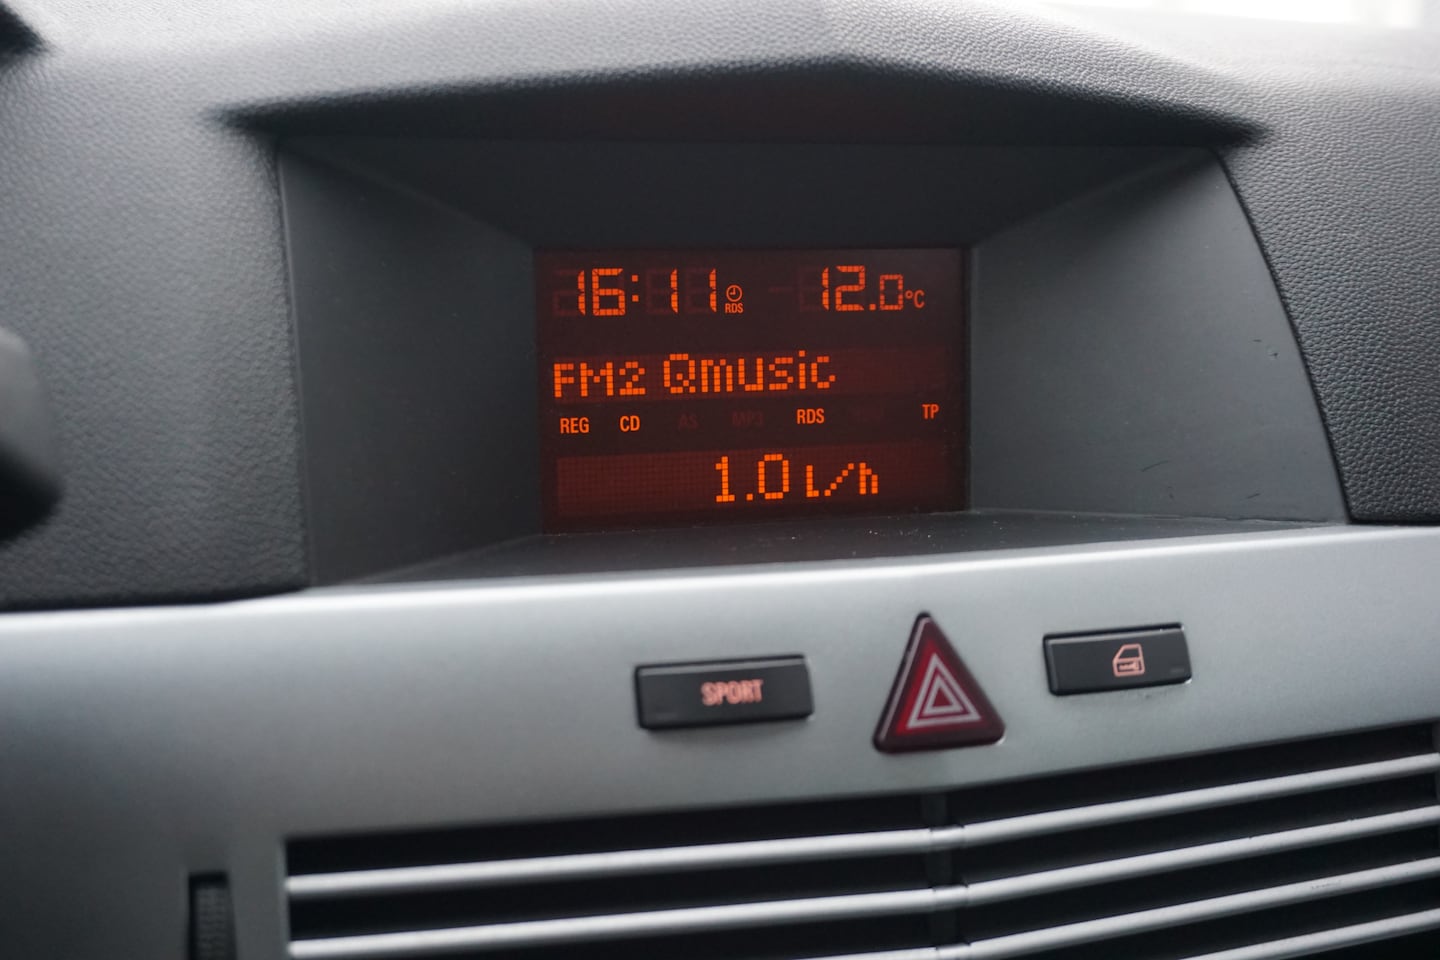 16:11 RDS 12.0°C
FM2 Qmusic
REG CD AS MP3 RDS TP
1.0 l/h
SPORT